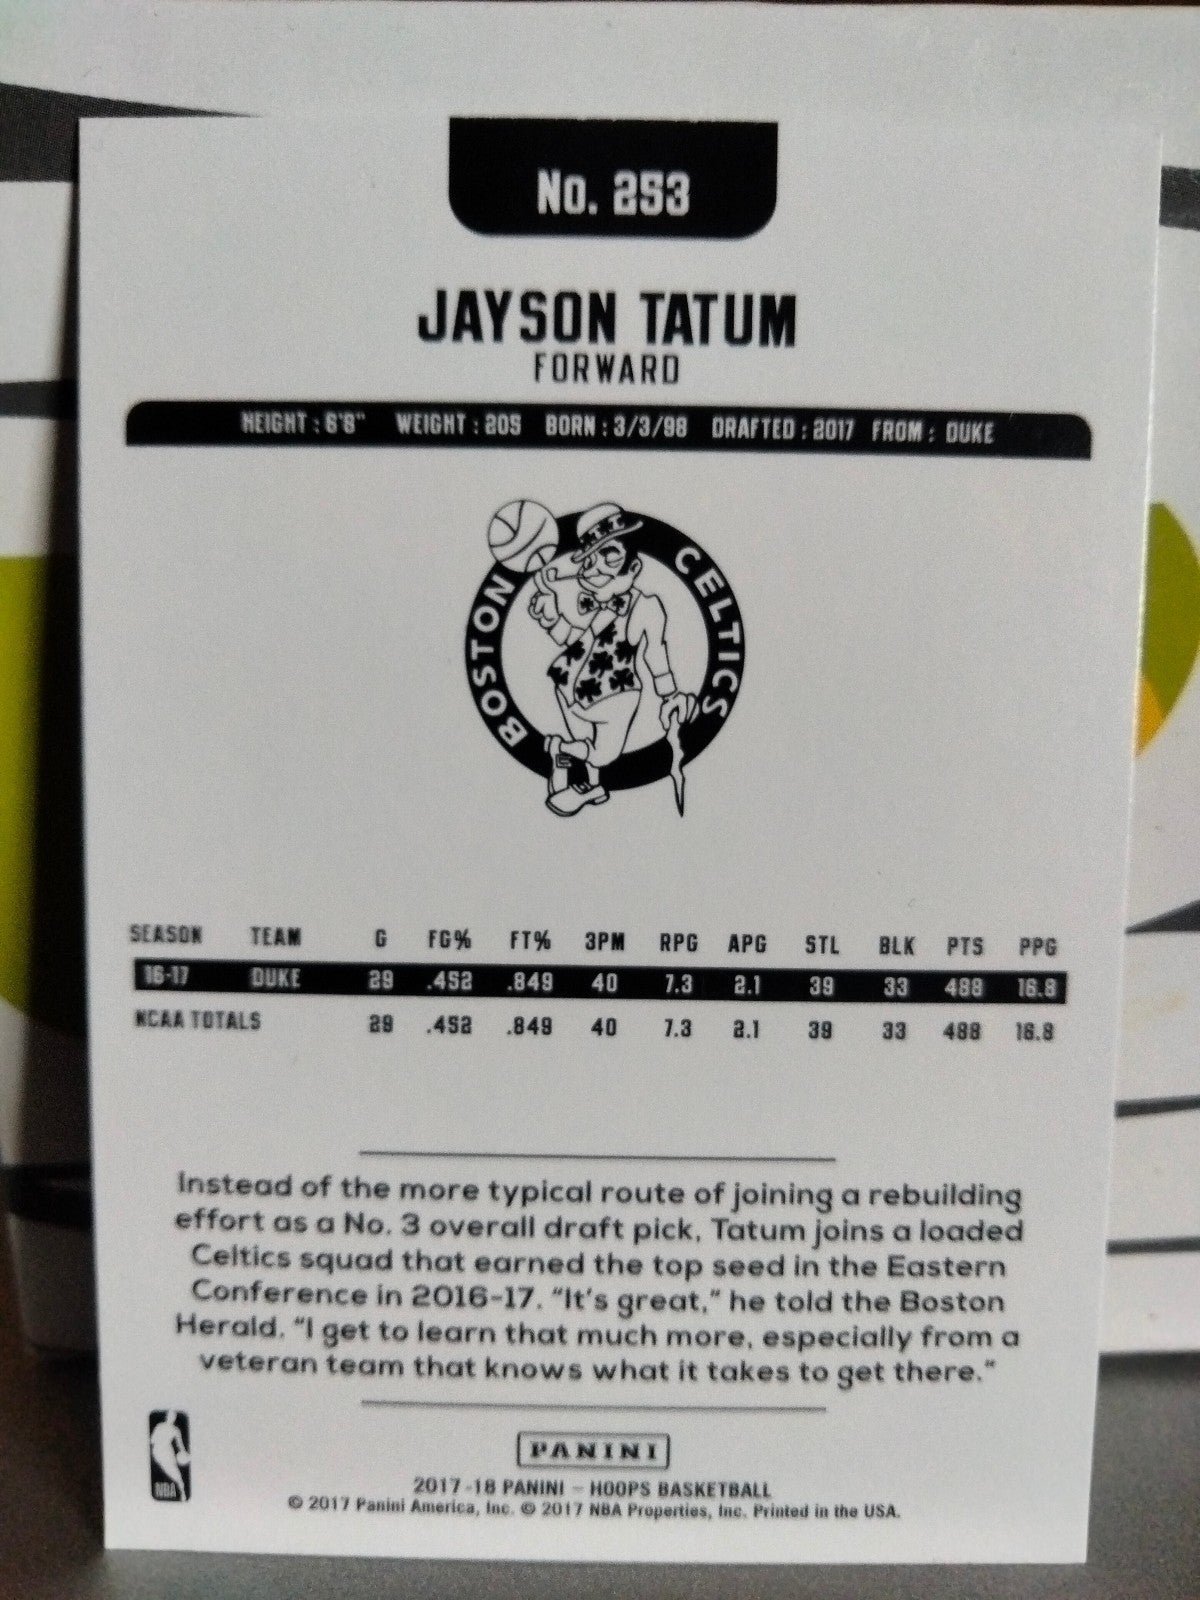 No. 253
JAYSON TATUM
FORWARD
HEIGHT : 6'8" WEIGHT : 205 BORN : 3/3/98 DRAFTED : 2017 FROM : DUKE
BOSTON CELTICS
SEASON TEAM G FG% FT% 3PM RPG APG STL BLK PTS PPG
16-17 DUKE 29 .452 .849 40 7.3 2.1 39 33 488 16.8
NCAA TOTALS 29 .452 .849 40 7.3 2.1 39 33 488 16.8
Instead of the more typical route of joining a rebuilding
effort as a No. 3 overall draft pick, Tatum joins a loaded
Celtics squad that earned the top seed in the Eastern
Conference in 2016-17. "It's great," he told the Boston
Herald. "I get to learn that much more, especially from a
veteran team that knows what it takes to get there."
NBA
PANINI
2017-18 PANINI – HOOPS BASKETBALL
© 2017 Panini America, Inc. © 2017 NBA Properties, Inc. Printed in the USA.